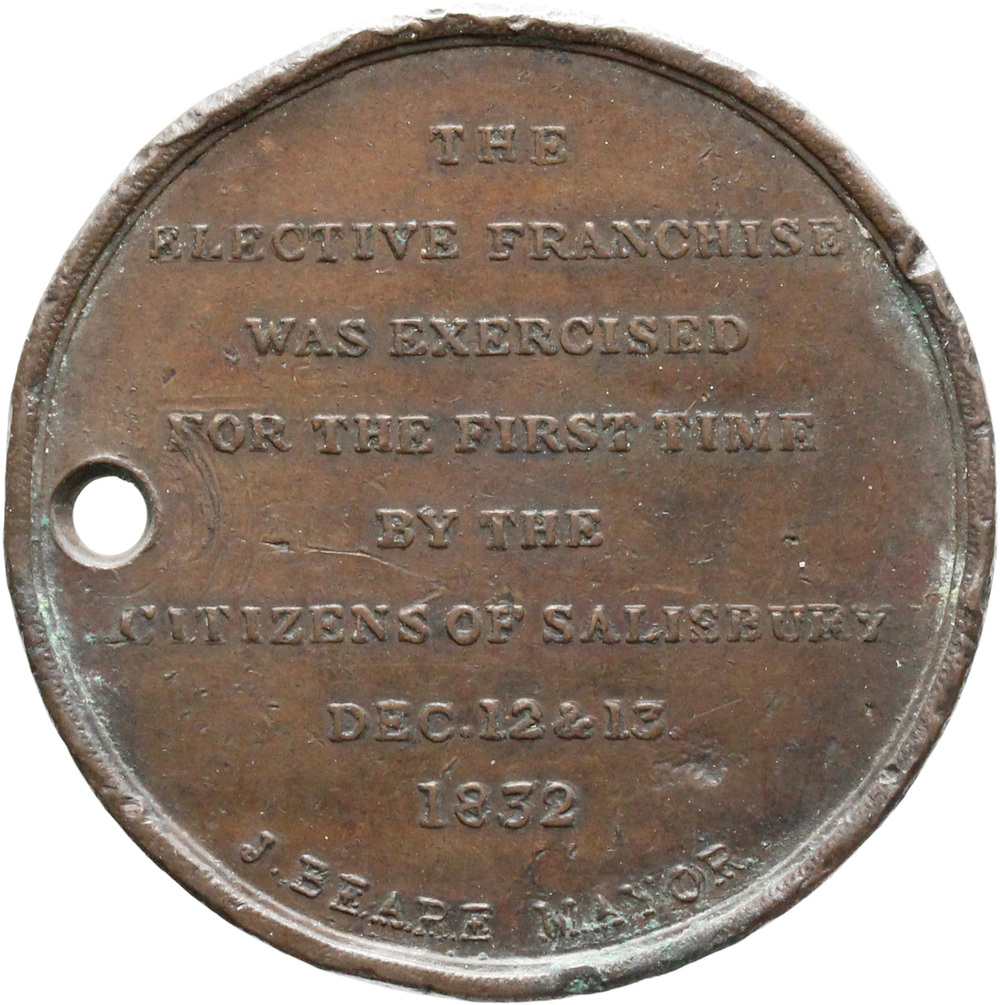 THE
ELECTIVE FRANCHISE
WAS EXERCISED
FOR THE FIRST TIME
BY THE
CITIZENS OF SALISBURY
DEC. 12 & 13.
1832
J. BEARE MAYOR.